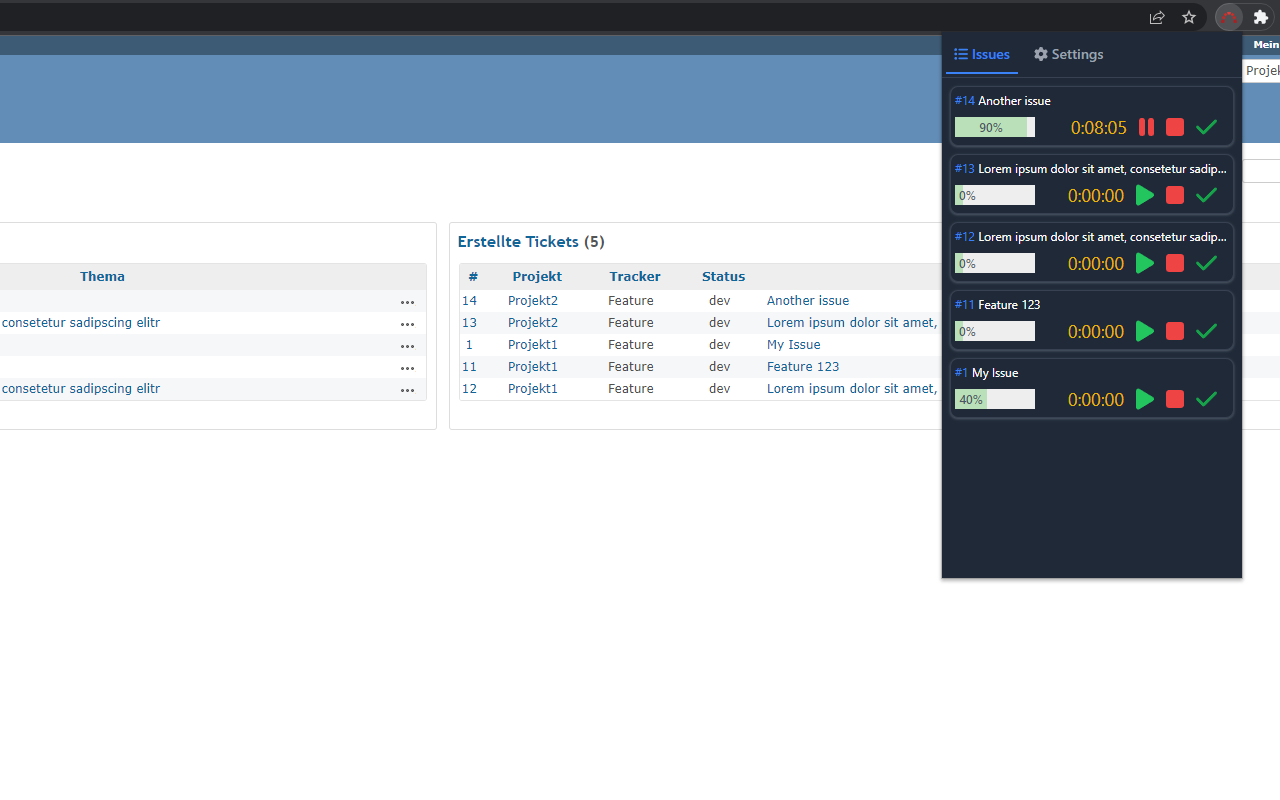 Mein
Projek
Issues
Settings
#14 Another issue
90% 0:08:05
#13 Lorem ipsum dolor sit amet, consetetur sadip...
0% 0:00:00
#12 Lorem ipsum dolor sit amet, consetetur sadip...
0% 0:00:00
#11 Feature 123
0% 0:00:00
#1 My Issue
40% 0:00:00
Thema
consetetur sadipscing elitr
consetetur sadipscing elitr
Erstellte Tickets (5)
# Projekt Tracker Status
14 Projekt2 Feature dev Another issue
13 Projekt2 Feature dev Lorem ipsum dolor sit amet,
1 Projekt1 Feature dev My Issue
11 Projekt1 Feature dev Feature 123
12 Projekt1 Feature dev Lorem ipsum dolor sit amet,